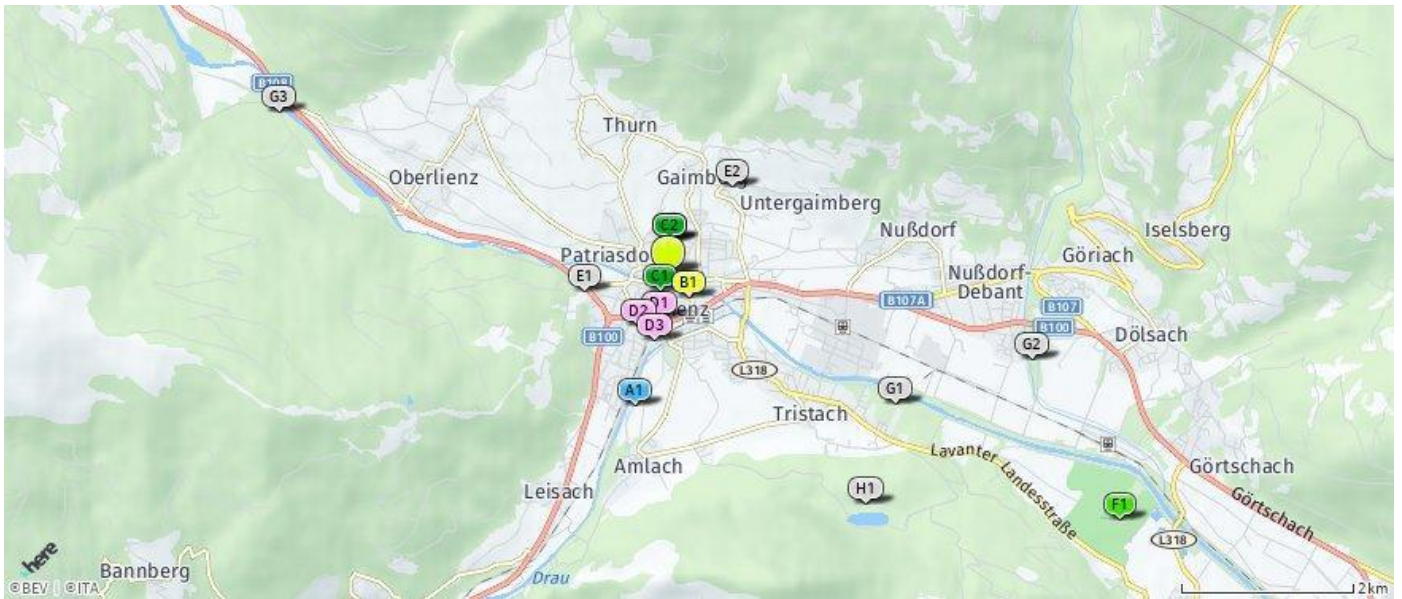 B108
G3
Thurn
Oberlienz
Gaimb
E2
Untergaimberg
C2
Nußdorf
Iselsberg
Patriasdo
E1
C1
B1
Nußdorf-
Debant
Göriach
B107A
B107
D1
D2
enz
D3
B100
B100
Dölsach
G2
A1
L318
G1
Tristach
Amlach
Lavanter Landesstraße
Görtschach
Leisach
H1
Görtschach
F1
L318
here
Bannberg
Drau
©BEV | ©ITA
2km